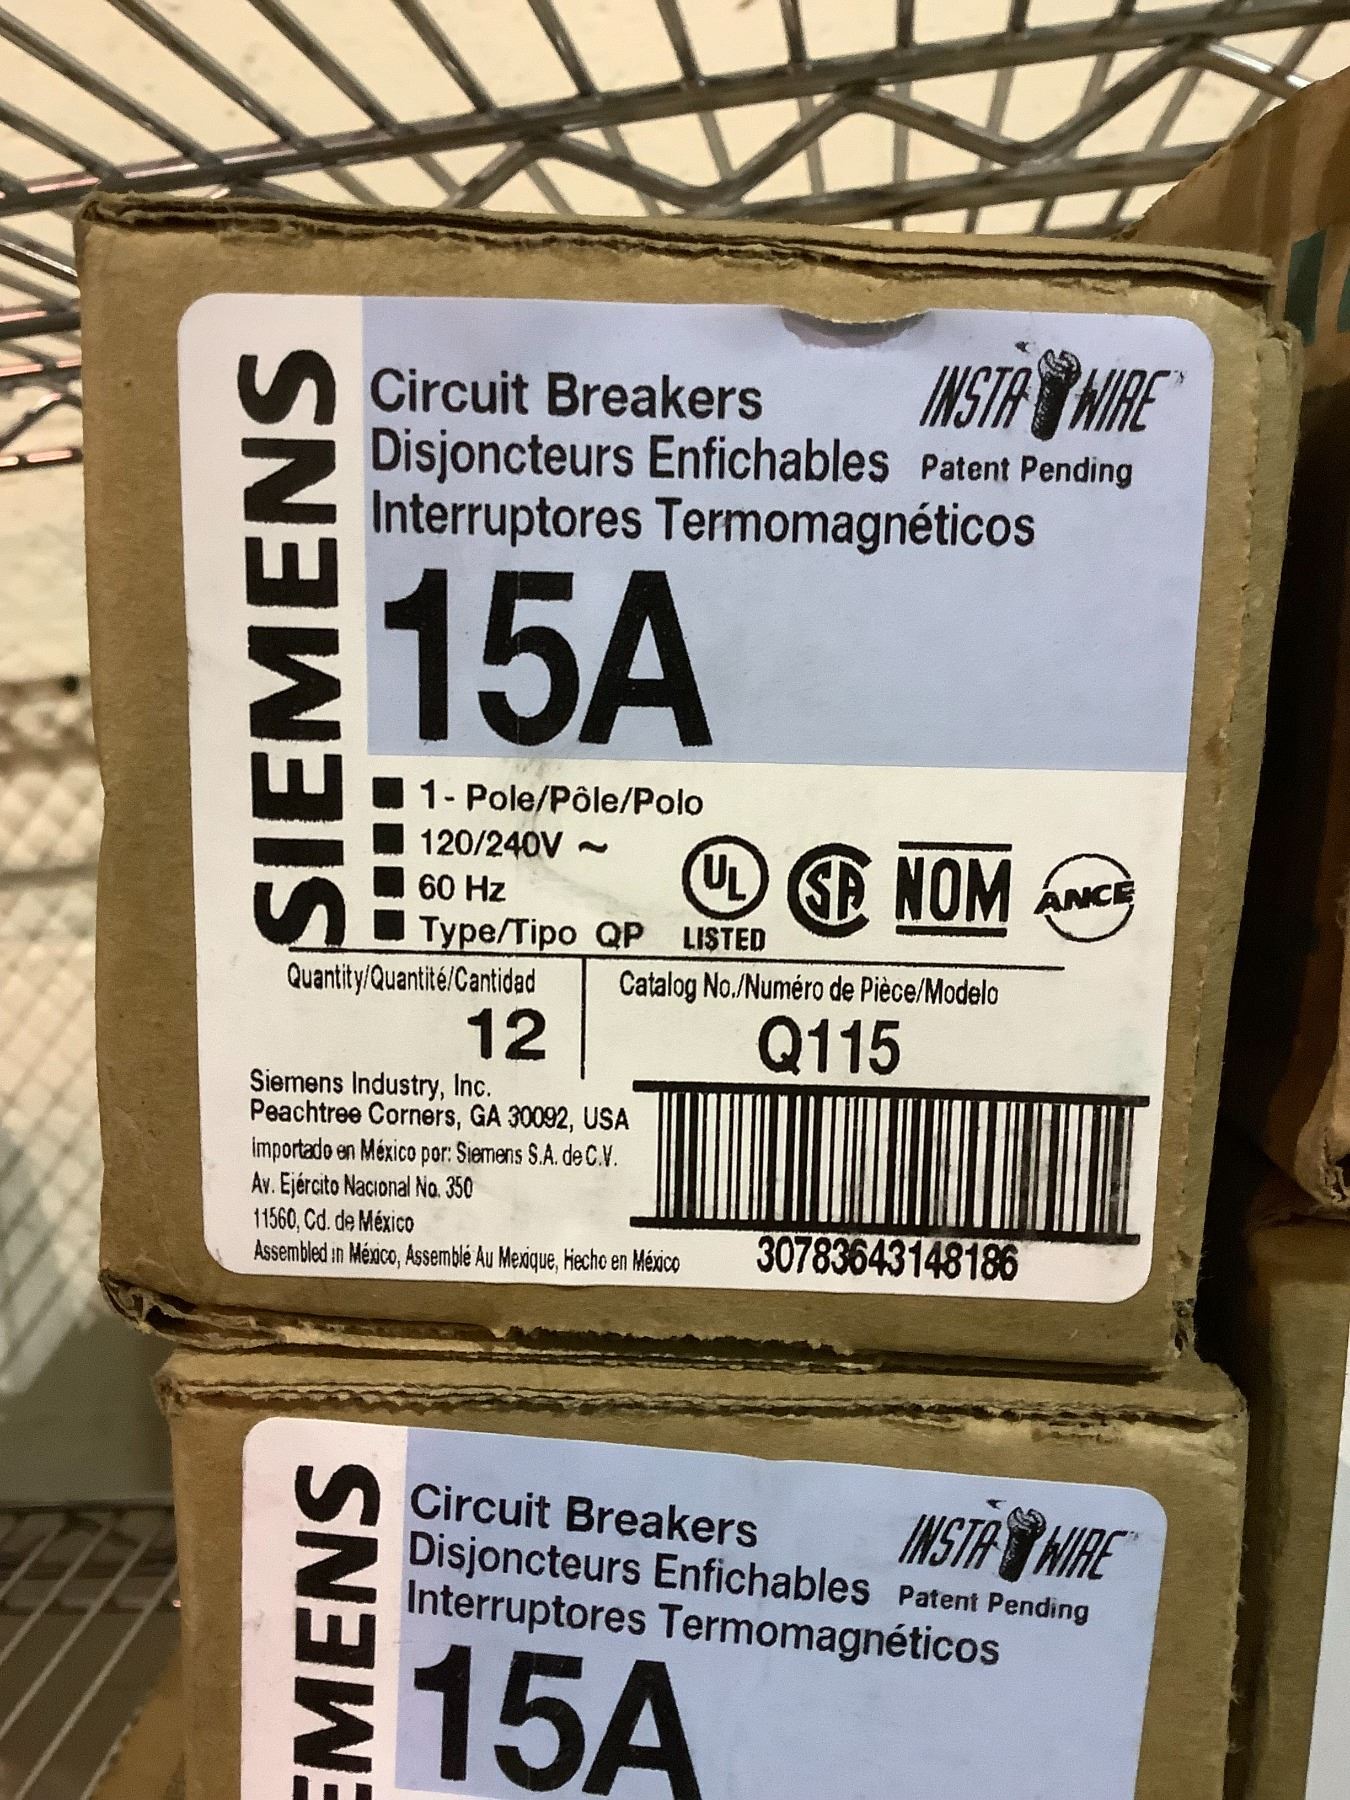 SIEMENS
Circuit Breakers
Disjoncteurs Enfichables
Interruptores Termomagnéticos
INSTA WIRE™
Patent Pending
15A
1- Pole/Pôle/Polo
120/240V ~
60 Hz
Type/Tipo QP
UL
LISTED
SA
NOM
ANCE
Quantity/Quantité/Cantidad
12
Catalog No./Numéro de Pièce/Modelo
Q115
Siemens Industry, Inc.
Peachtree Corners, GA 30092, USA
Importado en México por: Siemens S.A. de C.V.
Av. Ejército Nacional No. 350
11560, Cd. de México
Assembled in México, Assemblé Au Mexique, Hecho en México
30783643148186
SIEMENS
Circuit Breakers
Disjoncteurs Enfichables
Interruptores Termomagnéticos
INSTA WIRE™
Patent Pending
15A